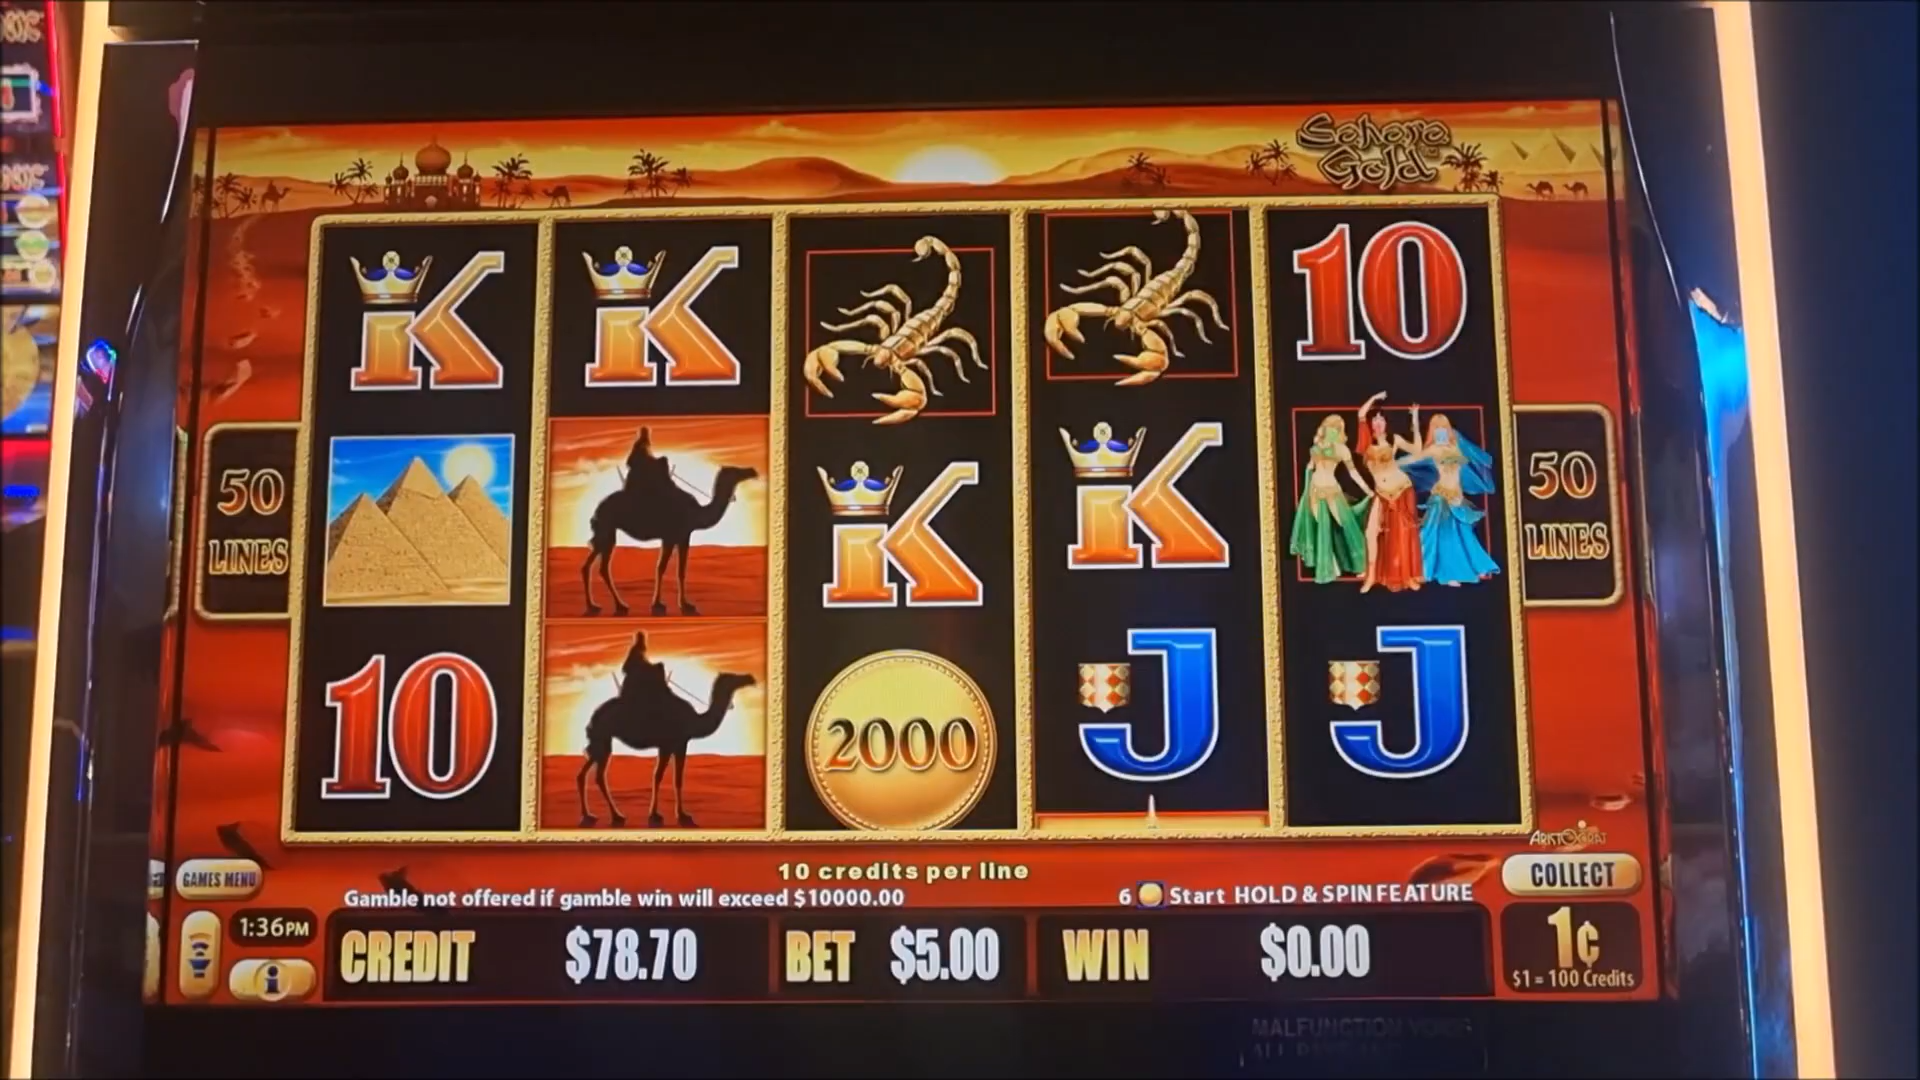 Sahara
Gold
K K 10
K K
10 2000 J J
50
LINES
50
LINES
ARISTOCRAT
GAMES MENU
10 credits per line
COLLECT
Gamble not offered if gamble win will exceed $10000.00
6 Start HOLD & SPIN FEATURE
1:36PM
CREDIT $78.70 BET $5.00 WIN $0.00
1¢
$1 = 100 Credits
MALFUNCTION VOIDS